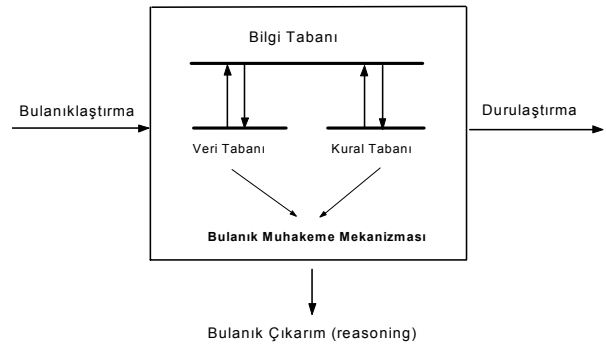 Bilgi Tabanı
Bulanıklaştırma
Durulaştırma
Veri Tabanı
Kural Tabanı
Bulanık Muhakeme Mekanizması
Bulanık Çıkarım (reasoning)